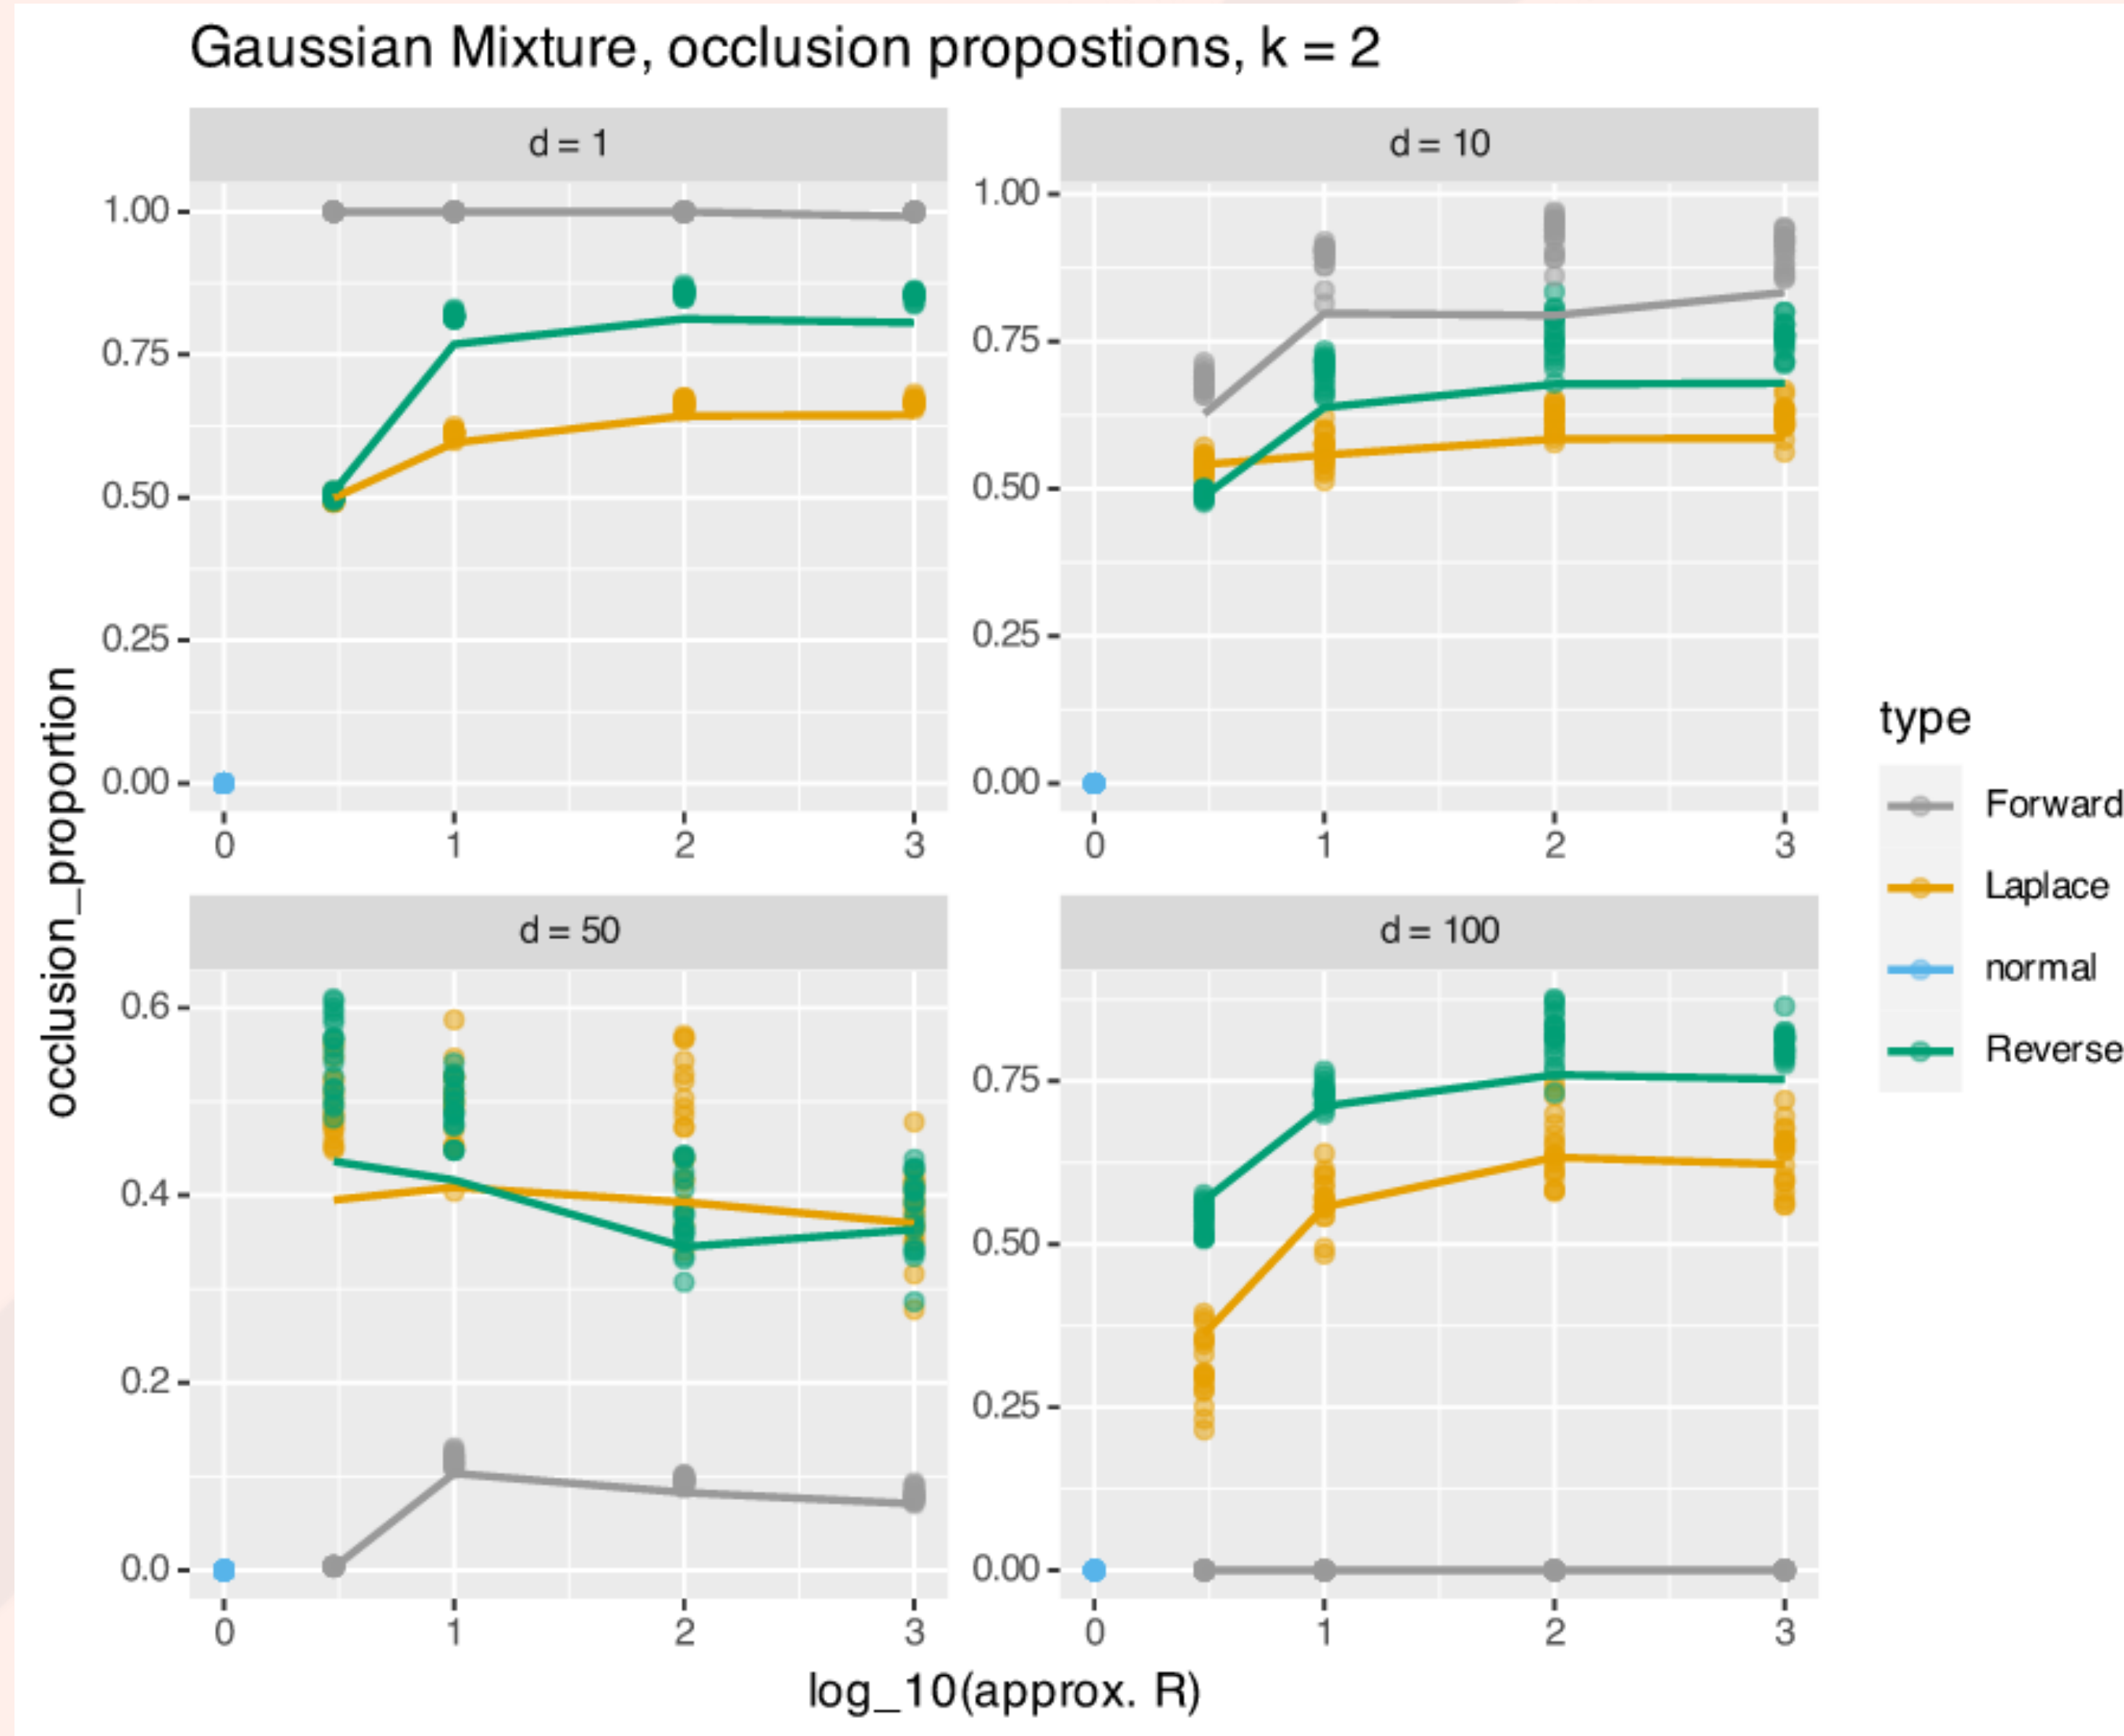 Gaussian Mixture, occlusion propostions, k = 2
d = 1
d = 10
1.00
0.75
0.50
0.25
0.00
1.00
0.75
0.50
0.25
0.00
0 1 2 3
0 1 2 3
d = 50
d = 100
0.6
0.4
0.2
0.0
0.75
0.50
0.25
0.00
0 1 2 3
0 1 2 3
occlusion_proportion
log_10(approx. R)
type
Forward
Laplace
normal
Reverse